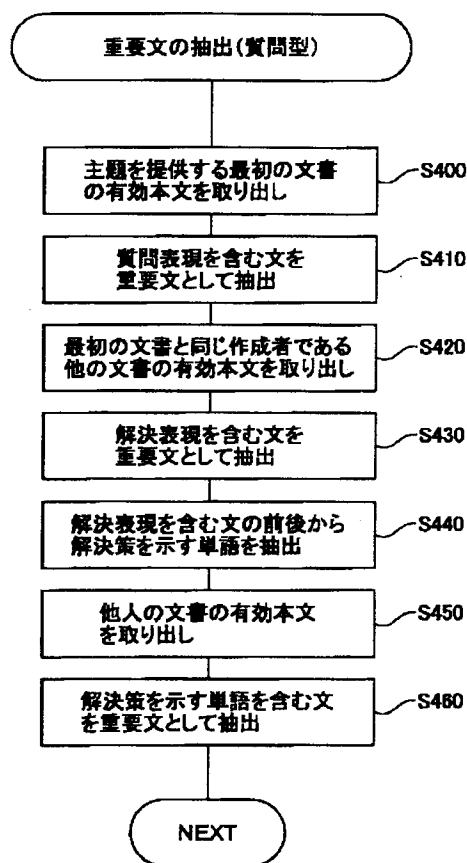 重要文の抽出(質問型)
主題を提供する最初の文書
の有効本文を取り出し
S400
質問表現を含む文を
重要文として抽出
S410
最初の文書と同じ作成者である
他の文書の有効本文を取り出し
S420
解決表現を含む文を
重要文として抽出
S430
解決表現を含む文の前後から
解決策を示す単語を抽出
S440
他人の文書の有効本文
を取り出し
S450
解決策を示す単語を含む文
を重要文として抽出
S460
NEXT